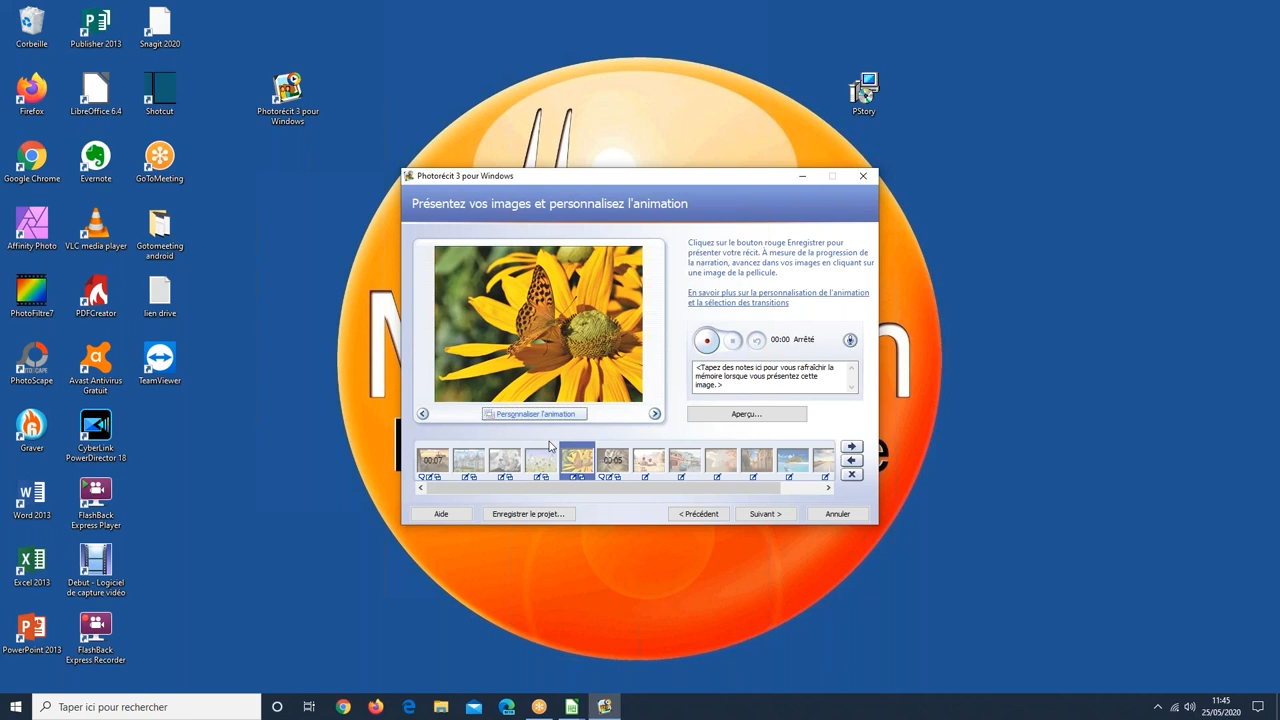 Corbeille
Publisher 2013
Snagit 2020
Firefox
LibreOffice 6.4
Shotcut
Photorécit 3 pour
Windows
PStory
Google Chrome
Evernote
GoToMeeting
Affinity Photo
VLC media player
Gotomeeting
android
PhotoFiltre7
PDFCreator
lien drive
PhotoScape
Avast Antivirus
Gratuit
TeamViewer
Graver
CyberLink
PowerDirector 18
Word 2013
FlashBack
Express Player
Excel 2013
Debut - Logiciel
de capture vidéo
PowerPoint 2013
FlashBack
Express Recorder
Photorécit 3 pour Windows
Présentez vos images et personnalisez l'animation
Cliquez sur le bouton rouge Enregistrer pour
présenter votre récit. À mesure de la progression de
la narration, avancez dans vos images en cliquant sur
une image de la pellicule.
En savoir plus sur la personnalisation de l'animation
et la sélection des transitions
00:00 Arrêté
<Tapez des notes ici pour vous rafraîchir la
mémoire lorsque vous présentez cette
image.>
Personnaliser l'animation
Aperçu...
00:07
00:05
Aide
Enregistrer le projet...
< Précédent
Suivant >
Annuler
Taper ici pour rechercher
11:45
25/05/2020